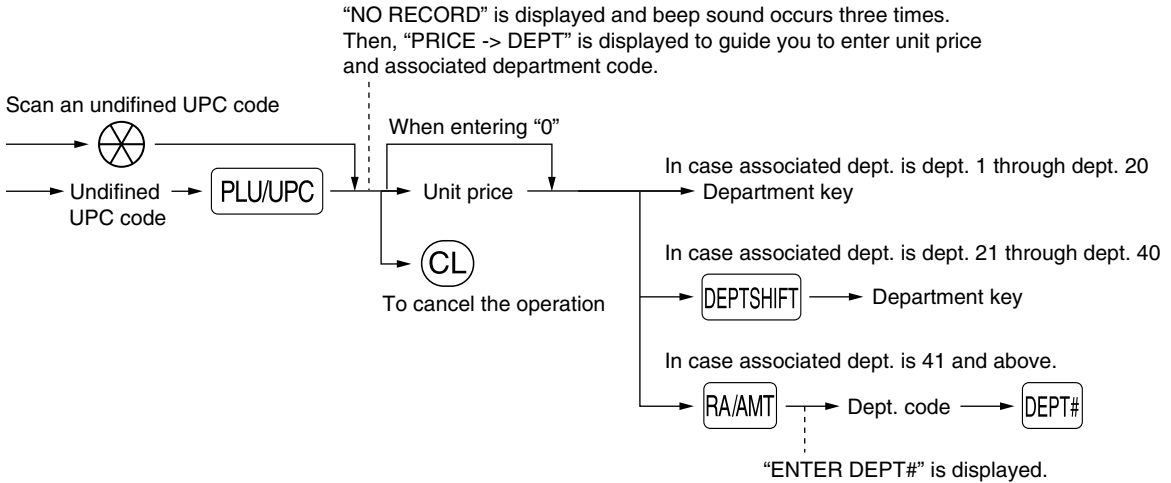 “NO RECORD” is displayed and beep sound occurs three times.
Then, “PRICE -> DEPT” is displayed to guide you to enter unit price
and associated department code.
Scan an undifined UPC code
When entering “0”
Undifined
UPC code
PLU/UPC
Unit price
In case associated dept. is dept. 1 through dept. 20
Department key
CL
To cancel the operation
In case associated dept. is dept. 21 through dept. 40
DEPTSHIFT
Department key
In case associated dept. is 41 and above.
RA/AMT
Dept. code
DEPT#
“ENTER DEPT#” is displayed.